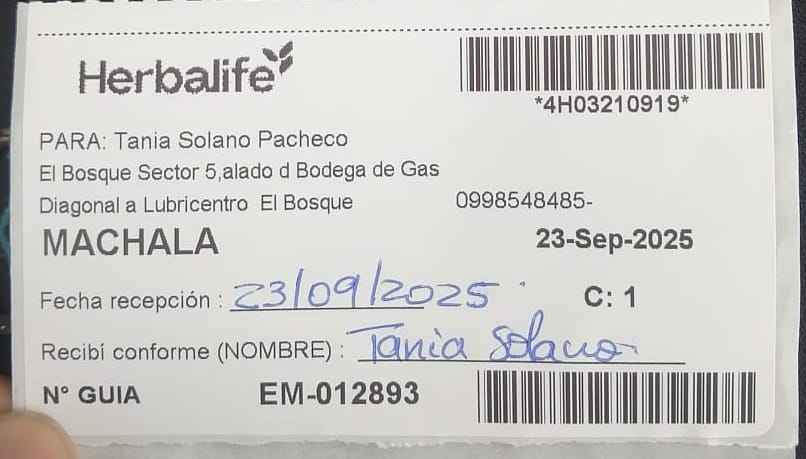 Herbalife
*4H03210919*
PARA: Tania Solano Pacheco
El Bosque Sector 5,alado d Bodega de Gas
Diagonal a Lubricentro El Bosque 0998548485-
MACHALA 23-Sep-2025
Fecha recepción : 23/09/2025 C: 1
Recibí conforme (NOMBRE) : Tania Solano
N° GUIA EM-012893